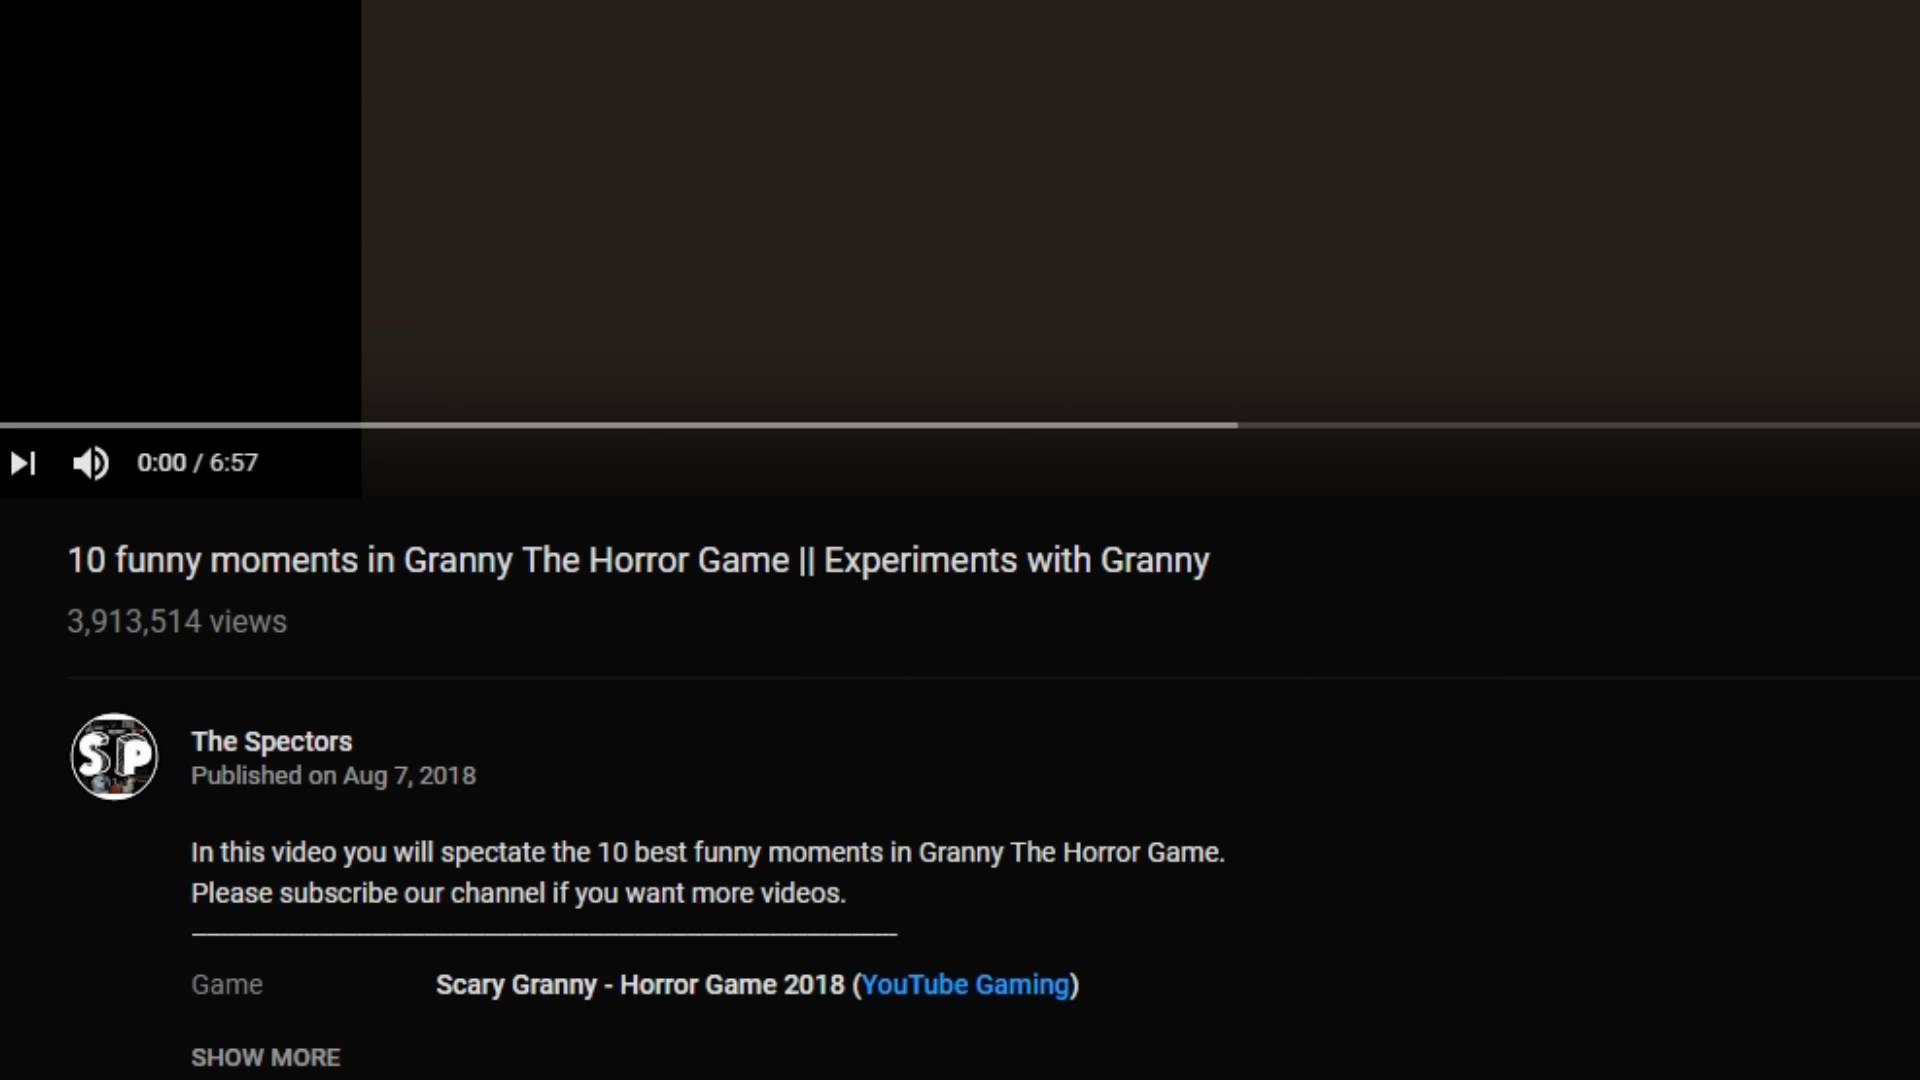 0:00 / 6:57
10 funny moments in Granny The Horror Game || Experiments with Granny
3,913,514 views
SP
The Spectors
Published on Aug 7, 2018
In this video you will spectate the 10 best funny moments in Granny The Horror Game.
Please subscribe our channel if you want more videos.
Game Scary Granny - Horror Game 2018 (YouTube Gaming)
SHOW MORE